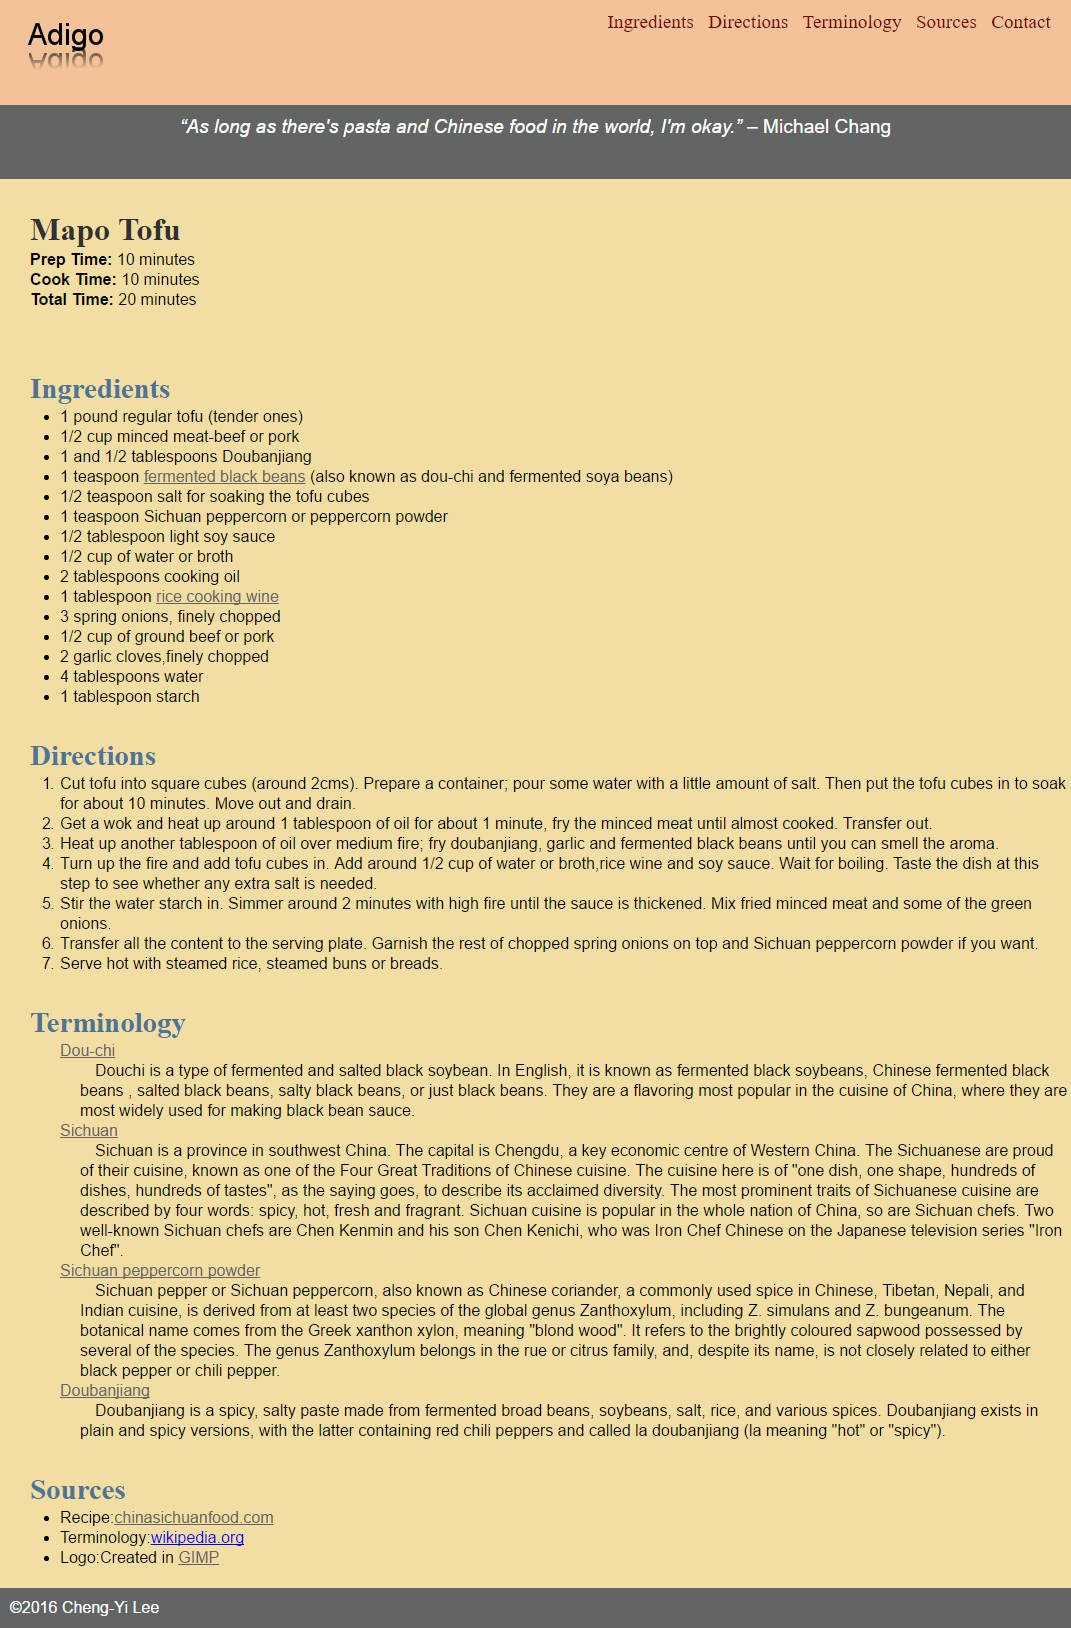 Adigo
Ingredients Directions Terminology Sources Contact
“As long as there's pasta and Chinese food in the world, I'm okay.” – Michael Chang
Mapo Tofu
Prep Time: 10 minutes
Cook Time: 10 minutes
Total Time: 20 minutes
Ingredients
• 1 pound regular tofu (tender ones)
• 1/2 cup minced meat-beef or pork
• 1 and 1/2 tablespoons Doubanjiang
• 1 teaspoon fermented black beans (also known as dou-chi and fermented soya beans)
• 1/2 teaspoon salt for soaking the tofu cubes
• 1 teaspoon Sichuan peppercorn or peppercorn powder
• 1/2 tablespoon light soy sauce
• 1/2 cup of water or broth
• 2 tablespoons cooking oil
• 1 tablespoon rice cooking wine
• 3 spring onions, finely chopped
• 1/2 cup of ground beef or pork
• 2 garlic cloves,finely chopped
• 4 tablespoons water
• 1 tablespoon starch
Directions
1. Cut tofu into square cubes (around 2cms). Prepare a container; pour some water with a little amount of salt. Then put the tofu cubes in to soak
for about 10 minutes. Move out and drain.
2. Get a wok and heat up around 1 tablespoon of oil for about 1 minute, fry the minced meat until almost cooked. Transfer out.
3. Heat up another tablespoon of oil over medium fire; fry doubanjiang, garlic and fermented black beans until you can smell the aroma.
4. Turn up the fire and add tofu cubes in. Add around 1/2 cup of water or broth,rice wine and soy sauce. Wait for boiling. Taste the dish at this
step to see whether any extra salt is needed.
5. Stir the water starch in. Simmer around 2 minutes with high fire until the sauce is thickened. Mix fried minced meat and some of the green
onions.
6. Transfer all the content to the serving plate. Garnish the rest of chopped spring onions on top and Sichuan peppercorn powder if you want.
7. Serve hot with steamed rice, steamed buns or breads.
Terminology
Dou-chi
Douchi is a type of fermented and salted black soybean. In English, it is known as fermented black soybeans, Chinese fermented black
beans , salted black beans, salty black beans, or just black beans. They are a flavoring most popular in the cuisine of China, where they are
most widely used for making black bean sauce.
Sichuan
Sichuan is a province in southwest China. The capital is Chengdu, a key economic centre of Western China. The Sichuanese are proud
of their cuisine, known as one of the Four Great Traditions of Chinese cuisine. The cuisine here is of "one dish, one shape, hundreds of
dishes, hundreds of tastes", as the saying goes, to describe its acclaimed diversity. The most prominent traits of Sichuanese cuisine are
described by four words: spicy, hot, fresh and fragrant. Sichuan cuisine is popular in the whole nation of China, so are Sichuan chefs. Two
well-known Sichuan chefs are Chen Kenmin and his son Chen Kenichi, who was Iron Chef Chinese on the Japanese television series "Iron
Chef".
Sichuan peppercorn powder
Sichuan pepper or Sichuan peppercorn, also known as Chinese coriander, a commonly used spice in Chinese, Tibetan, Nepali, and
Indian cuisine, is derived from at least two species of the global genus Zanthoxylum, including Z. simulans and Z. bungeanum. The
botanical name comes from the Greek xanthon xylon, meaning "blond wood". It refers to the brightly coloured sapwood possessed by
several of the species. The genus Zanthoxylum belongs in the rue or citrus family, and, despite its name, is not closely related to either
black pepper or chili pepper.
Doubanjiang
Doubanjiang is a spicy, salty paste made from fermented broad beans, soybeans, salt, rice, and various spices. Doubanjiang exists in
plain and spicy versions, with the latter containing red chili peppers and called la doubanjiang (la meaning "hot" or "spicy").
Sources
• Recipe:chinasichuanfood.com
• Terminology:wikipedia.org
• Logo:Created in GIMP
©2016 Cheng-Yi Lee